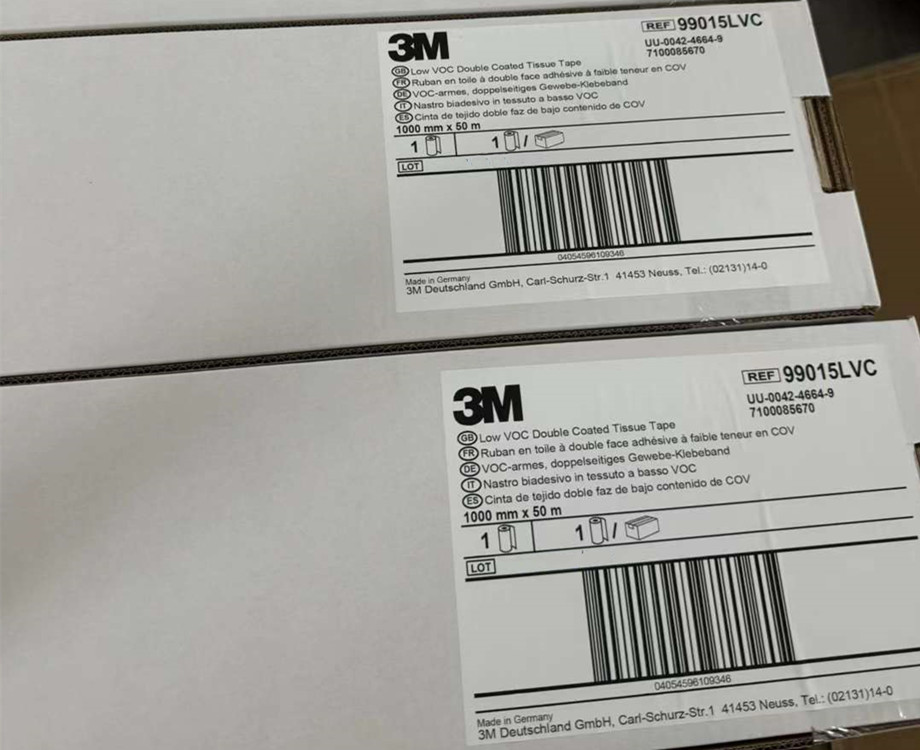 3M
REF 99015LVC
UU-0042-4664-9
7100085670
GB Low VOC Double Coated Tissue Tape
FR Ruban en toile à double face adhésive à faible teneur en COV
DE VOC-armes, doppelseitiges Gewebe-Klebeband
IT Nastro biadesivo in tessuto a basso VOC
ES Cinta de tejido doble faz de bajo contenido de COV
1000 mm x 50 m
1 1 /
LOT
04054596109346
Made in Germany
3M Deutschland GmbH, Carl-Schurz-Str.1 41453 Neuss, Tel.: (02131)14-0
3M
REF 99015LVC
UU-0042-4664-9
7100085670
GB Low VOC Double Coated Tissue Tape
FR Ruban en toile à double face adhésive à faible teneur en COV
DE VOC-armes, doppelseitiges Gewebe-Klebeband
IT Nastro biadesivo in tessuto a basso VOC
ES Cinta de tejido doble faz de bajo contenido de COV
1000 mm x 50 m
1 1 /
LOT
04054596109346
Made in Germany
3M Deutschland GmbH, Carl-Schurz-Str.1 41453 Neuss, Tel.: (02131)14-0